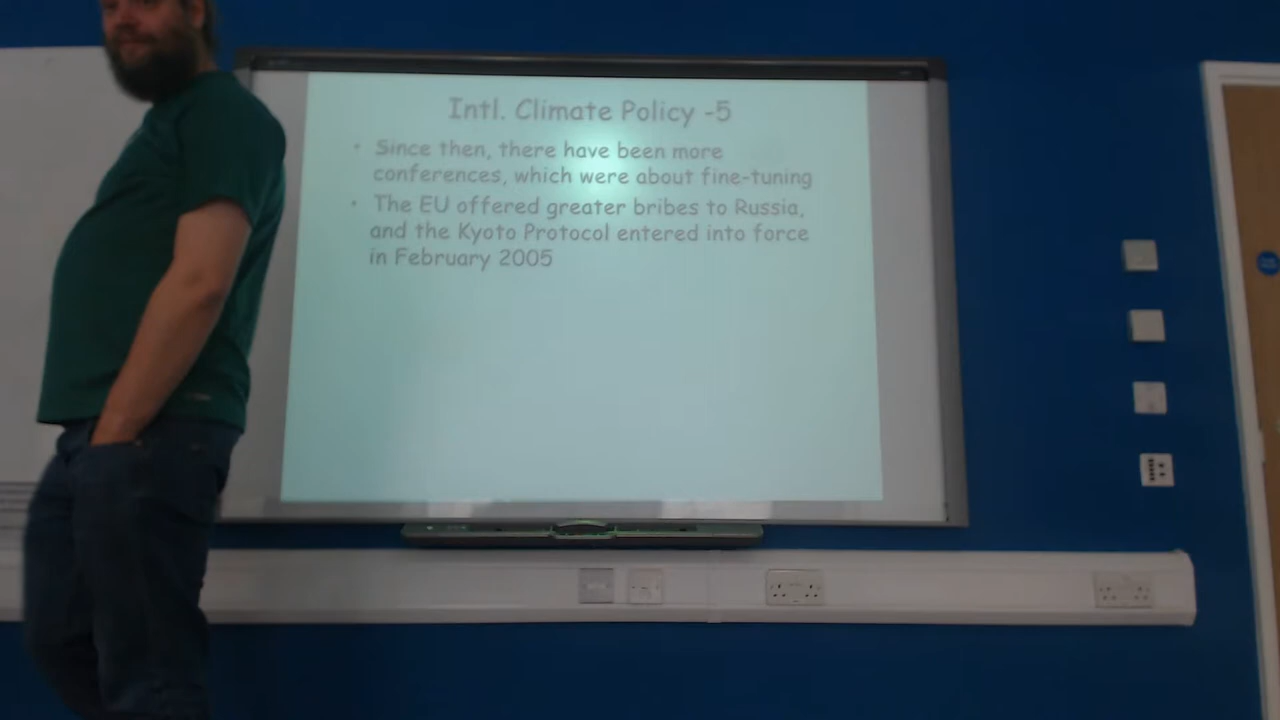 Intl. Climate Policy -5
• Since then, there have been more
conferences, which were about fine-tuning
• The EU offered greater bribes to Russia,
and the Kyoto Protocol entered into force
in February 2005